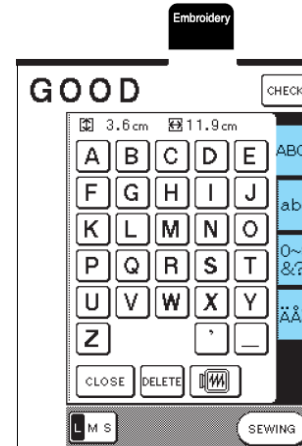 Embroidery
GOOD
CHECK
3.6cm 11.9cm
A B C D E
ABC
F G H I J
ab
K L M N O
0~
&?
P Q R S T
ÄÅ
U V W X Y
Z ' _
CLOSE DELETE
L M S SEWING